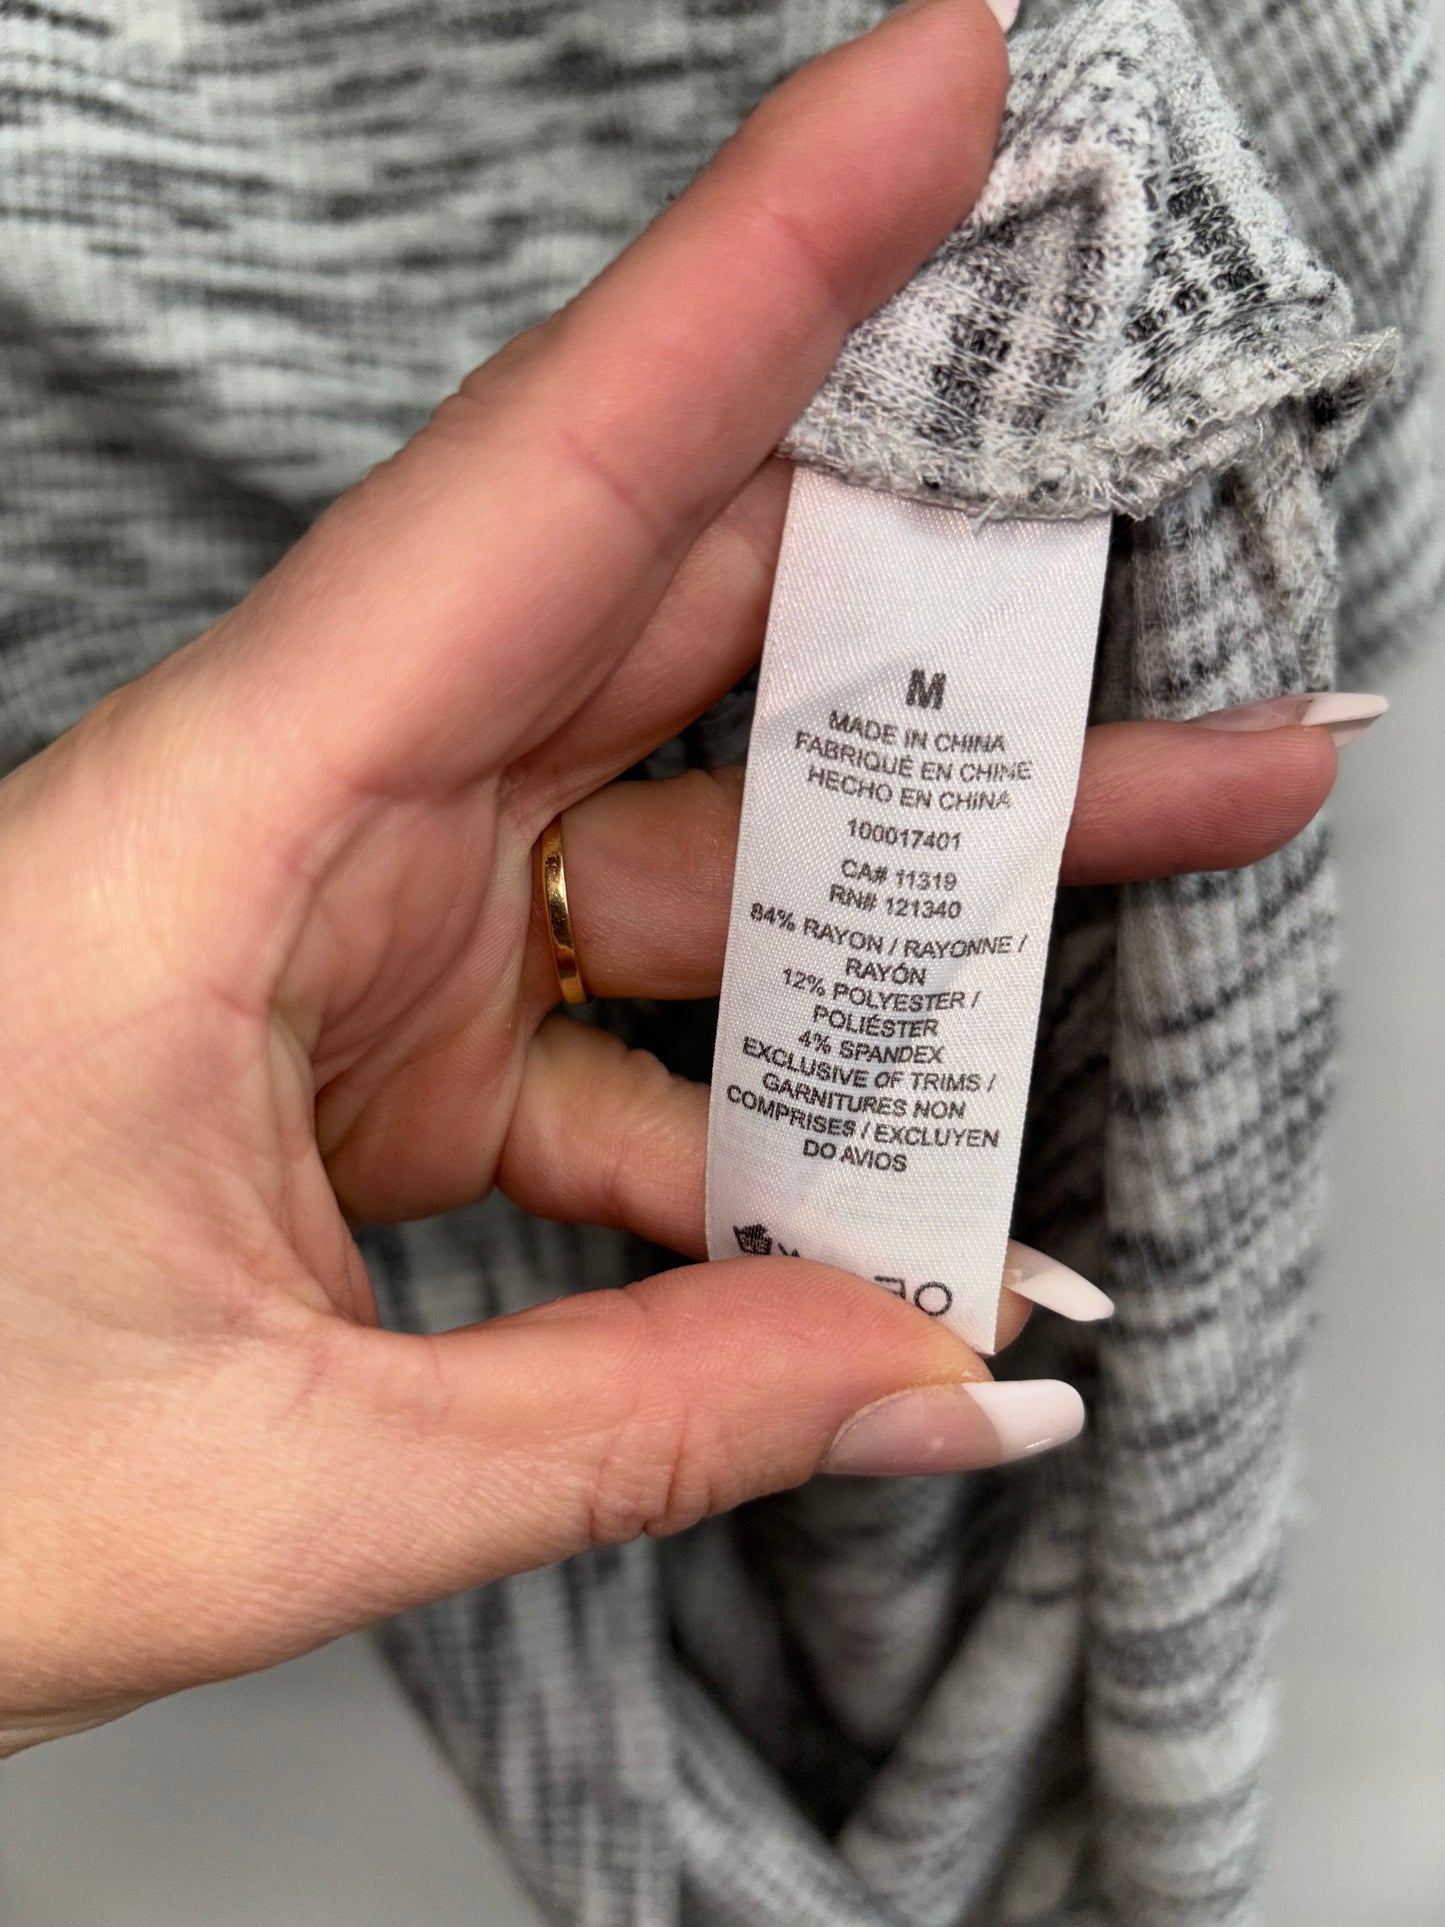 M
MADE IN CHINA
FABRIQUÉ EN CHINE
HECHO EN CHINA
100017401
CA# 11319
RN# 121340
84% RAYON / RAYONNE /
RAYÓN
12% POLYESTER /
POLIÉSTER
4% SPANDEX
EXCLUSIVE OF TRIMS /
GARNITURES NON
COMPRISES / EXCLUYEN
DO AVIOS